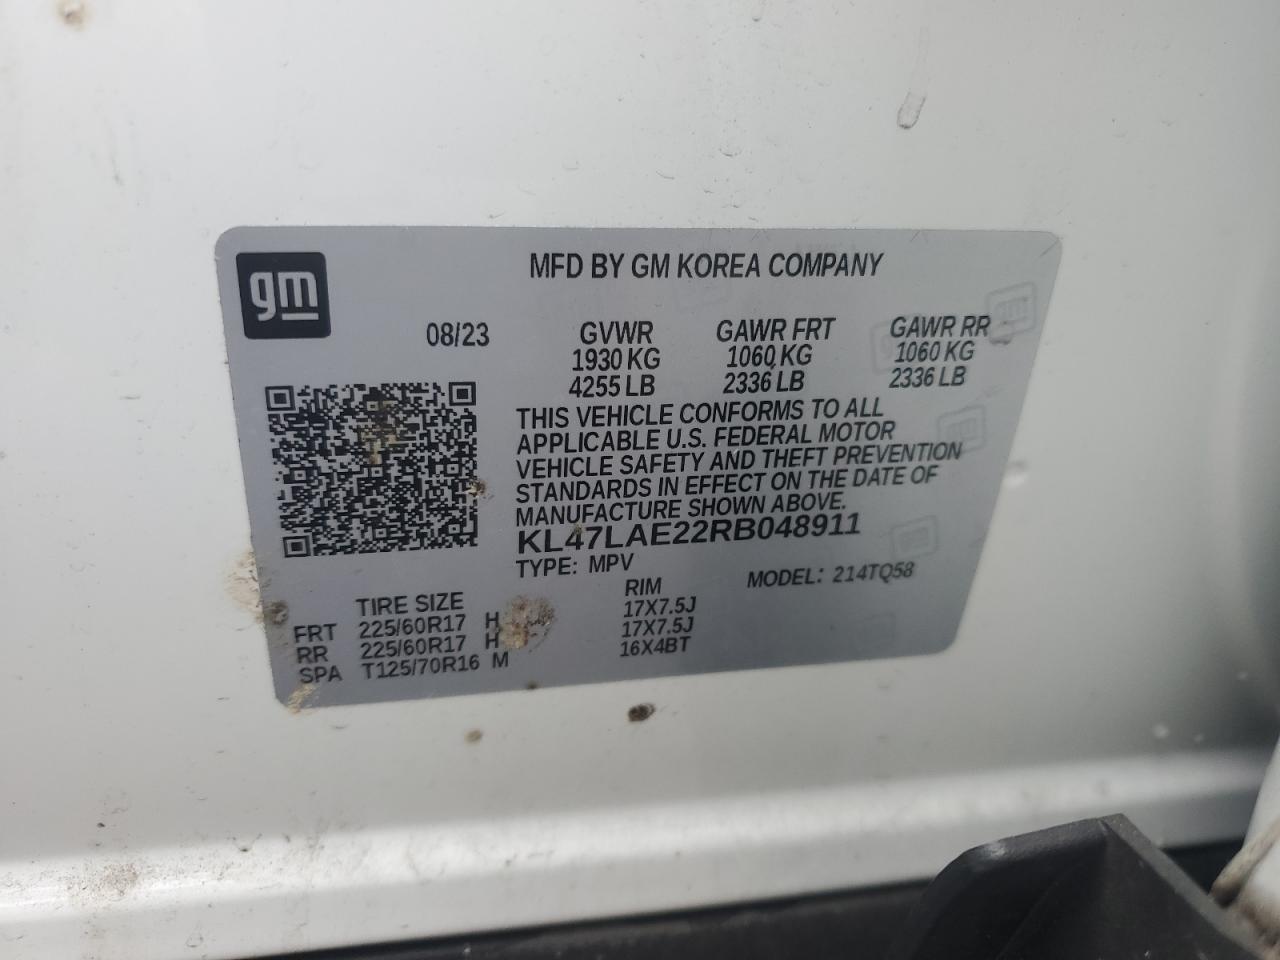 gm
MFD BY GM KOREA COMPANY
08/23 GVWR GAWR FRT GAWR RR
1930 KG 1060 KG 1060 KG
4255 LB 2336 LB 2336 LB
THIS VEHICLE CONFORMS TO ALL
APPLICABLE U.S. FEDERAL MOTOR
VEHICLE SAFETY AND THEFT PREVENTION
STANDARDS IN EFFECT ON THE DATE OF
MANUFACTURE SHOWN ABOVE.
KL47LAE22RB048911
TYPE: MPV MODEL: 214TQ58
TIRE SIZE RIM
FRT 225/60R17 H 17X7.5J
RR 225/60R17 H 17X7.5J
SPA T125/70R16 M 16X4BT